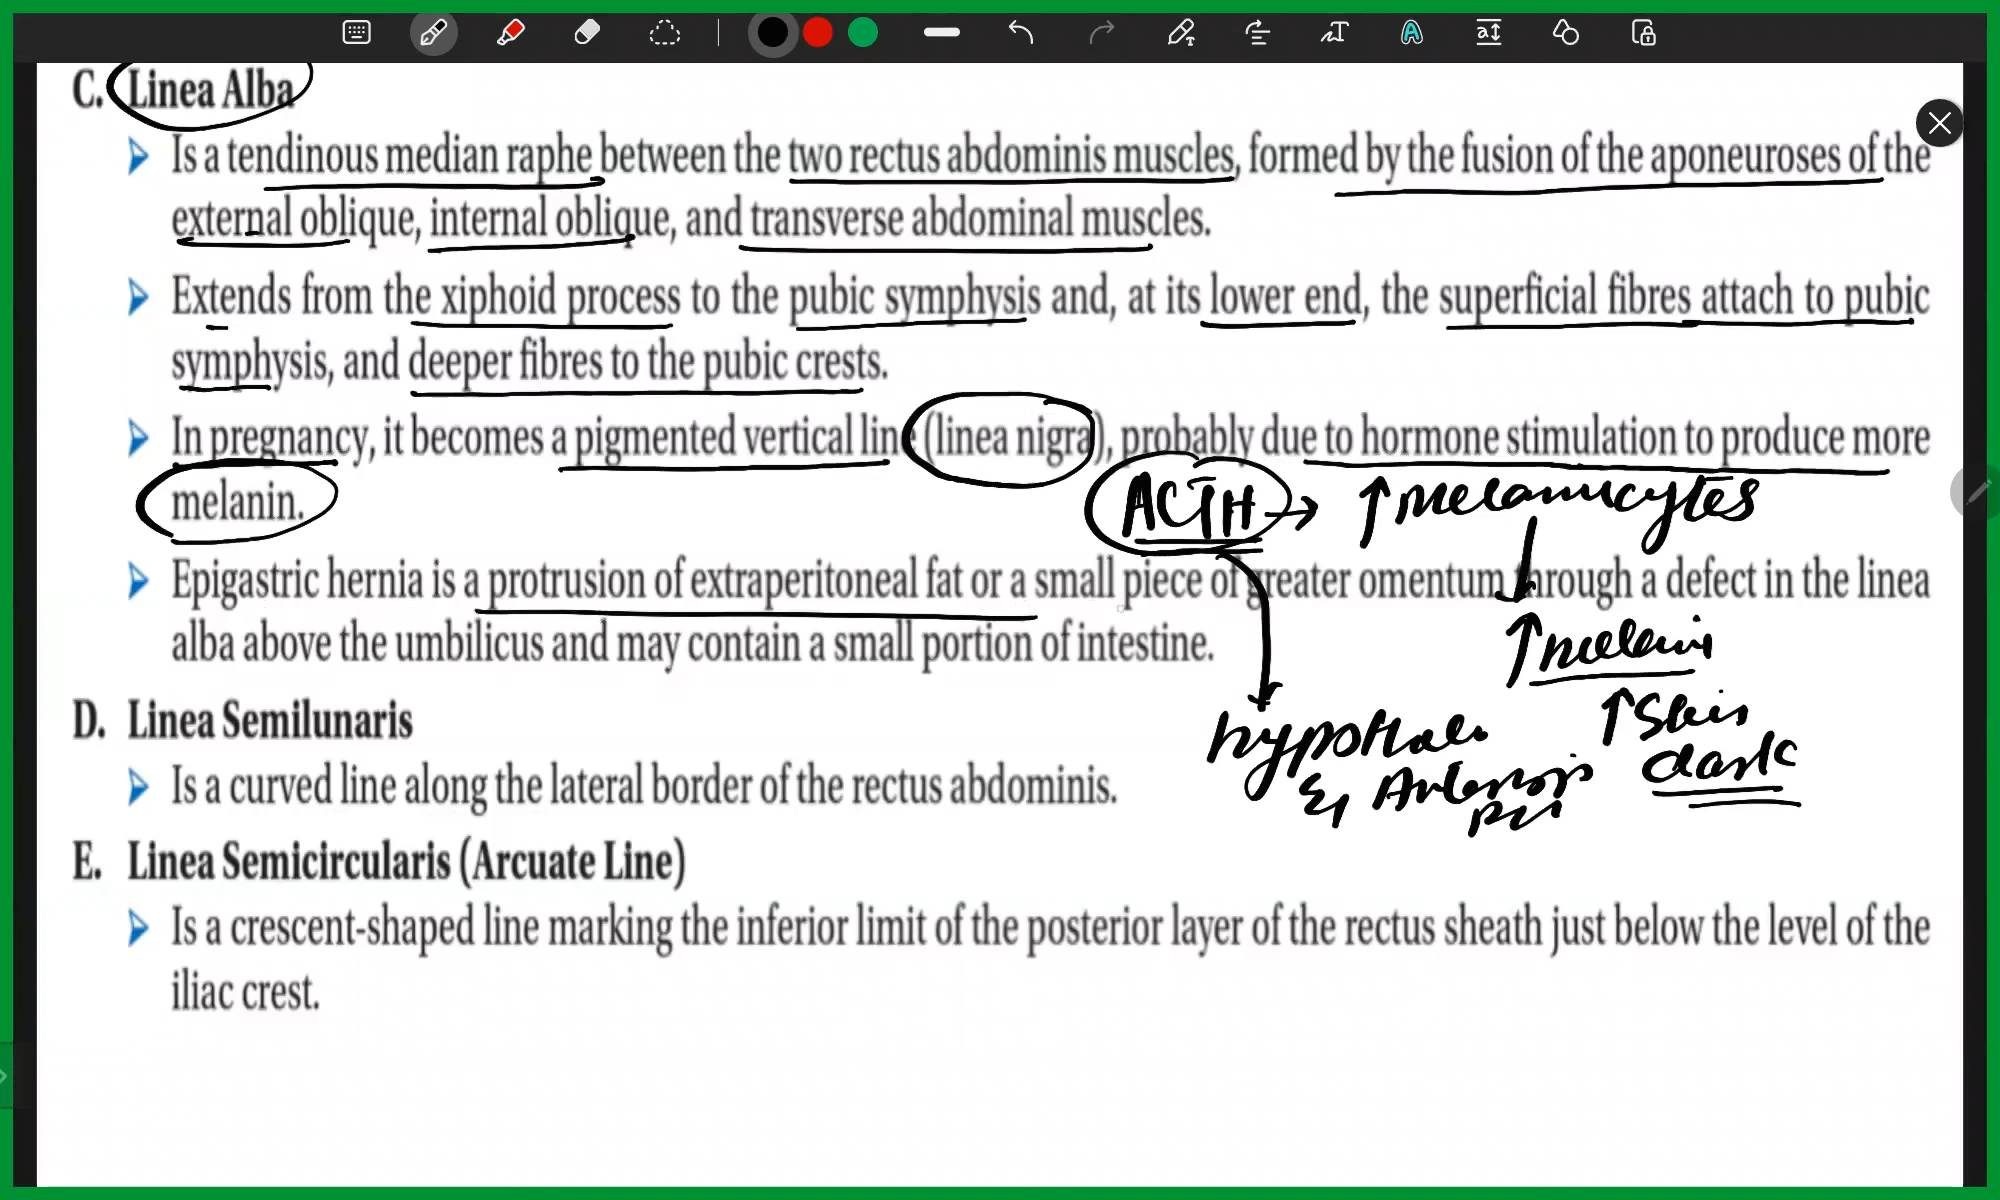 C. Linea Alba
Is a tendinous median raphe between the two rectus abdominis muscles, formed by the fusion of the aponeuroses of the
external oblique, internal oblique, and transverse abdominal muscles.
Extends from the xiphoid process to the pubic symphysis and, at its lower end, the superficial fibres attach to pubic
symphysis, and deeper fibres to the pubic crests.
In pregnancy, it becomes a pigmented vertical line (linea nigra), probably due to hormone stimulation to produce more
melanin.
ACTH → ↑ melanucytes
Epigastric hernia is a protrusion of extraperitoneal fat or a small piece of greater omentum through a defect in the linea
alba above the umbilicus and may contain a small portion of intestine.
↑ melanin
↑ Skin
dark
D. Linea Semilunaris
hypothal
Is a curved line along the lateral border of the rectus abdominis.
E. Linea Semicircularis (Arcuate Line)
Is a crescent-shaped line marking the inferior limit of the posterior layer of the rectus sheath just below the level of the
iliac crest.